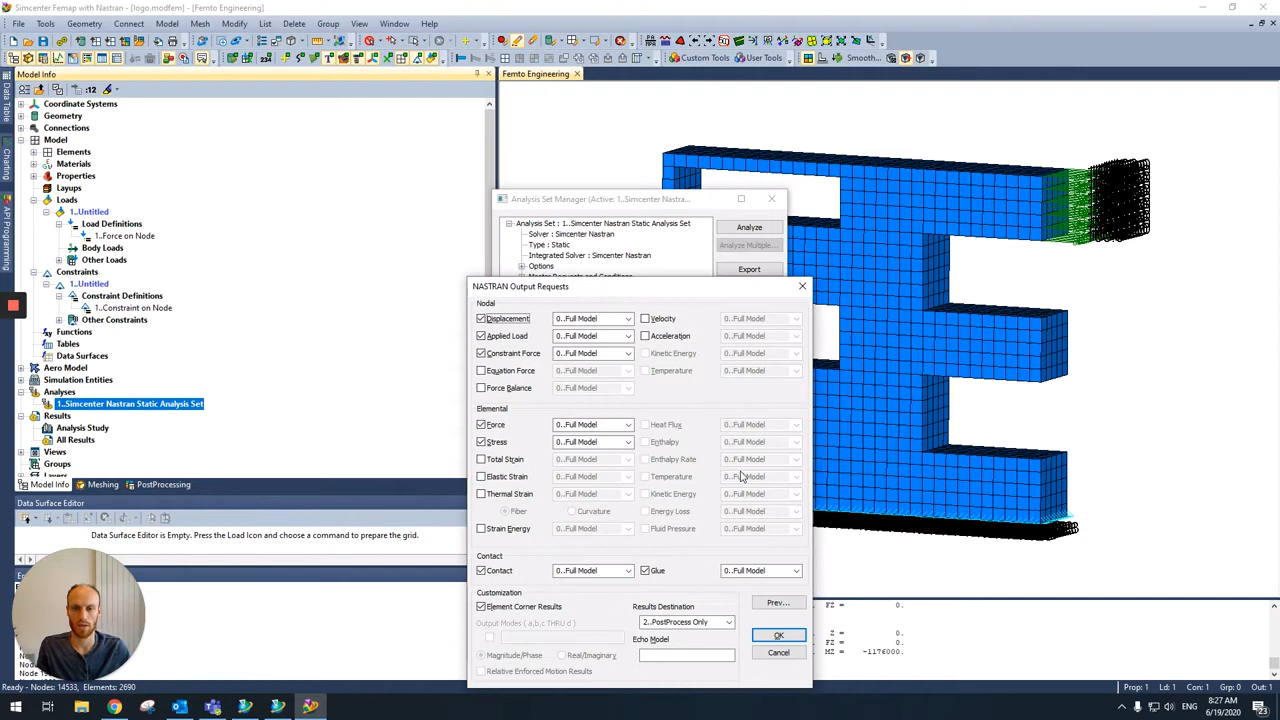 Simcenter Femap with Nastran - [logo.modfem] - [Femto Engineering]
File Tools Geometry Connect Model Mesh Modify List Delete Group View Window Help
Custom Tools User Tools Smooth...
Model Info
Femto Engineering
:12
Data Table
Charting
API Programming
Coordinate Systems
Geometry
Connections
Model
Elements
Materials
Properties
Layups
Loads
1..Untitled
Load Definitions
1..Force on Node
Body Loads
Other Loads
Constraints
1..Untitled
Constraint Definitions
1..Constraint on Node
Other Constraints
Functions
Tables
Data Surfaces
Aero Model
Simulation Entities
Analyses
1..Simcenter Nastran Static Analysis Set
Results
Analysis Study
All Results
Views
Groups
Model Info Meshing PostProcessing
Data Surface Editor
Data Surface Editor is Empty. Press the Load Icon and choose a command to prepare the grid.
Analysis Set Manager (Active: 1..Simcenter Nastra...
Analysis Set : 1..Simcenter Nastran Static Analysis Set
Solver : Simcenter Nastran
Type : Static
Integrated Solver : Simcenter Nastran
Options
Analyze
Analyze Multiple...
Export
NASTRAN Output Requests
Nodal
Displacement 0..Full Model Velocity 0..Full Model
Applied Load 0..Full Model Acceleration 0..Full Model
Constraint Force 0..Full Model Kinetic Energy 0..Full Model
Equation Force 0..Full Model Temperature 0..Full Model
Force Balance 0..Full Model
Elemental
Force 0..Full Model Heat Flux 0..Full Model
Stress 0..Full Model Enthalpy 0..Full Model
Total Strain 0..Full Model Enthalpy Rate 0..Full Model
Elastic Strain 0..Full Model Temperature 0..Full Model
Thermal Strain 0..Full Model Kinetic Energy 0..Full Model
Fiber Curvature Energy Loss 0..Full Model
Strain Energy 0..Full Model Fluid Pressure 0..Full Model
Contact
Contact 0..Full Model Glue 0..Full Model
Customization
Element Corner Results
Results Destination
Output Modes ( a,b,c THRU d )
2..PostProcess Only
Echo Model
Magnitude/Phase Real/Imaginary
Relative Enforced Motion Results
Prev...
OK
Cancel
0. FZ = 0.
Z = 0.
FZ = 0.
MZ = -1176000.
Ready - Nodes: 14533, Elements: 2690
Prop: 1 Ld: 1 Con: 1 Grp: 0 Out: 0
ENG
8:27 AM
6/19/2020
23